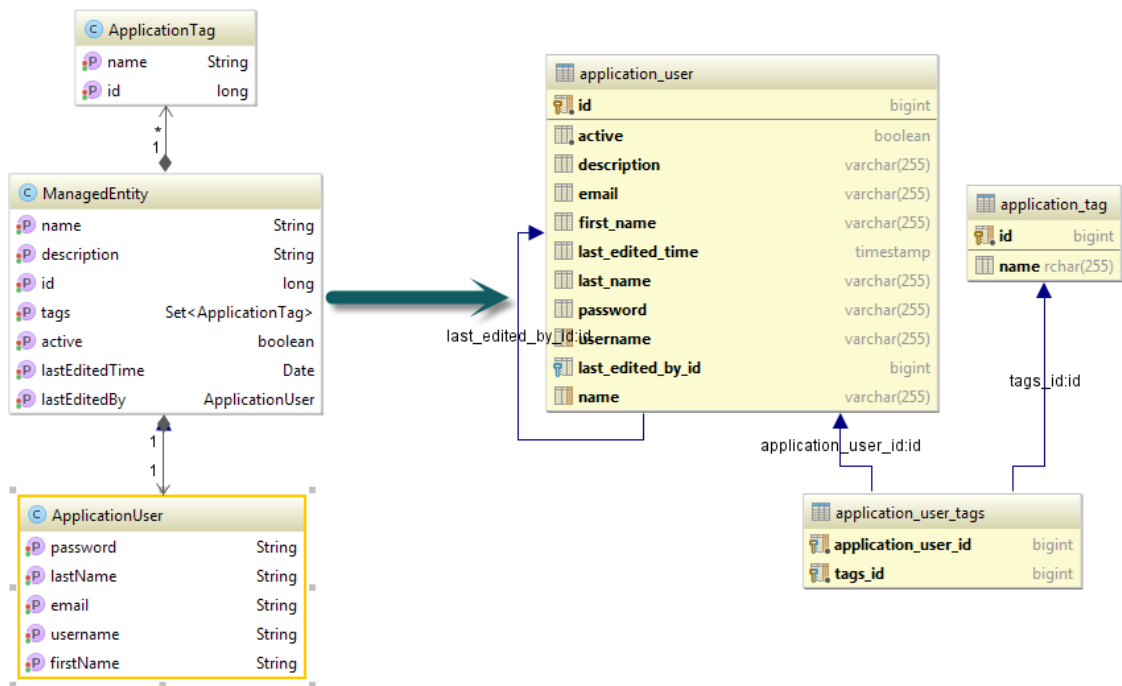 ApplicationTag
name String
id long
*
1
ManagedEntity
name String
description String
id long
tags Set<ApplicationTag>
active boolean
lastEditedTime Date
lastEditedBy ApplicationUser
1
1
ApplicationUser
password String
lastName String
email String
username String
firstName String
application_user
id bigint
active boolean
description varchar(255)
email varchar(255)
first_name varchar(255)
last_edited_time timestamp
last_name varchar(255)
password varchar(255)
last_edited_by_id:id
username varchar(255)
last_edited_by_id bigint
name varchar(255)
application_tag
id bigint
name rchar(255)
tags_id:id
application_user_id:id
application_user_tags
application_user_id bigint
tags_id bigint